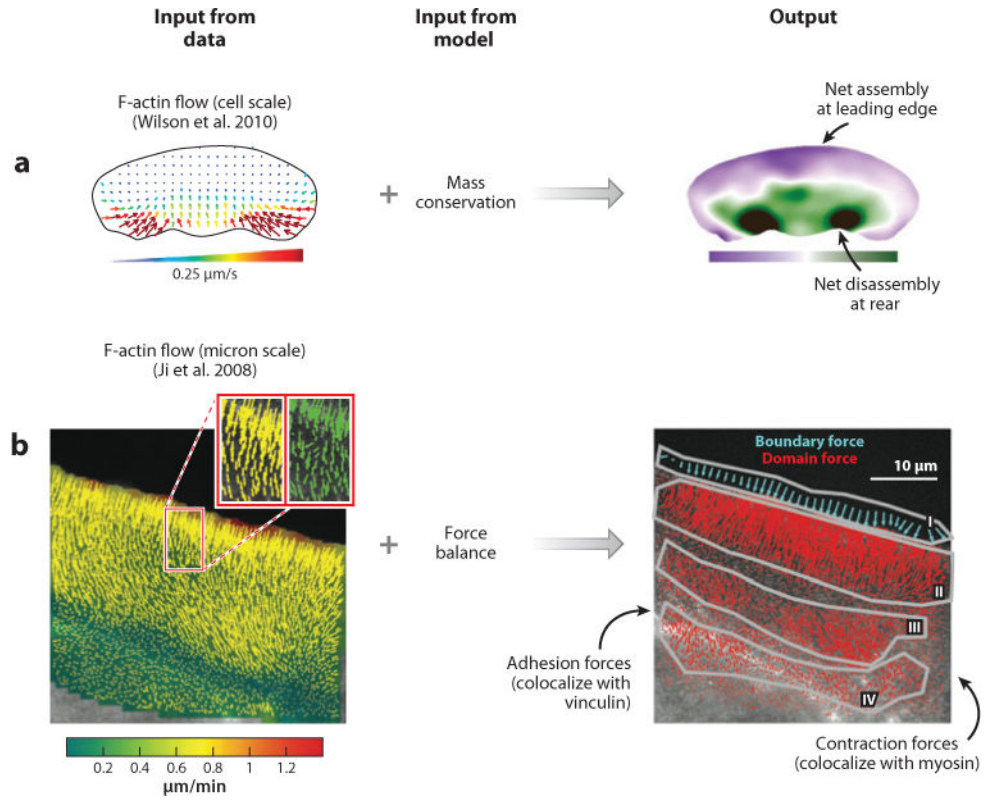 Input from
data
Input from
model
Output
a
F-actin flow (cell scale)
(Wilson et al. 2010)
0.25 μm/s
+
Mass
conservation
Net assembly
at leading edge
Net disassembly
at rear
b
F-actin flow (micron scale)
(Ji et al. 2008)
0.2 0.4 0.6 0.8 1 1.2
μm/min
+
Force
balance
Boundary force
Domain force
10 μm
I
II
III
IV
Adhesion forces
(colocalize with
vinculin)
Contraction forces
(colocalize with myosin)